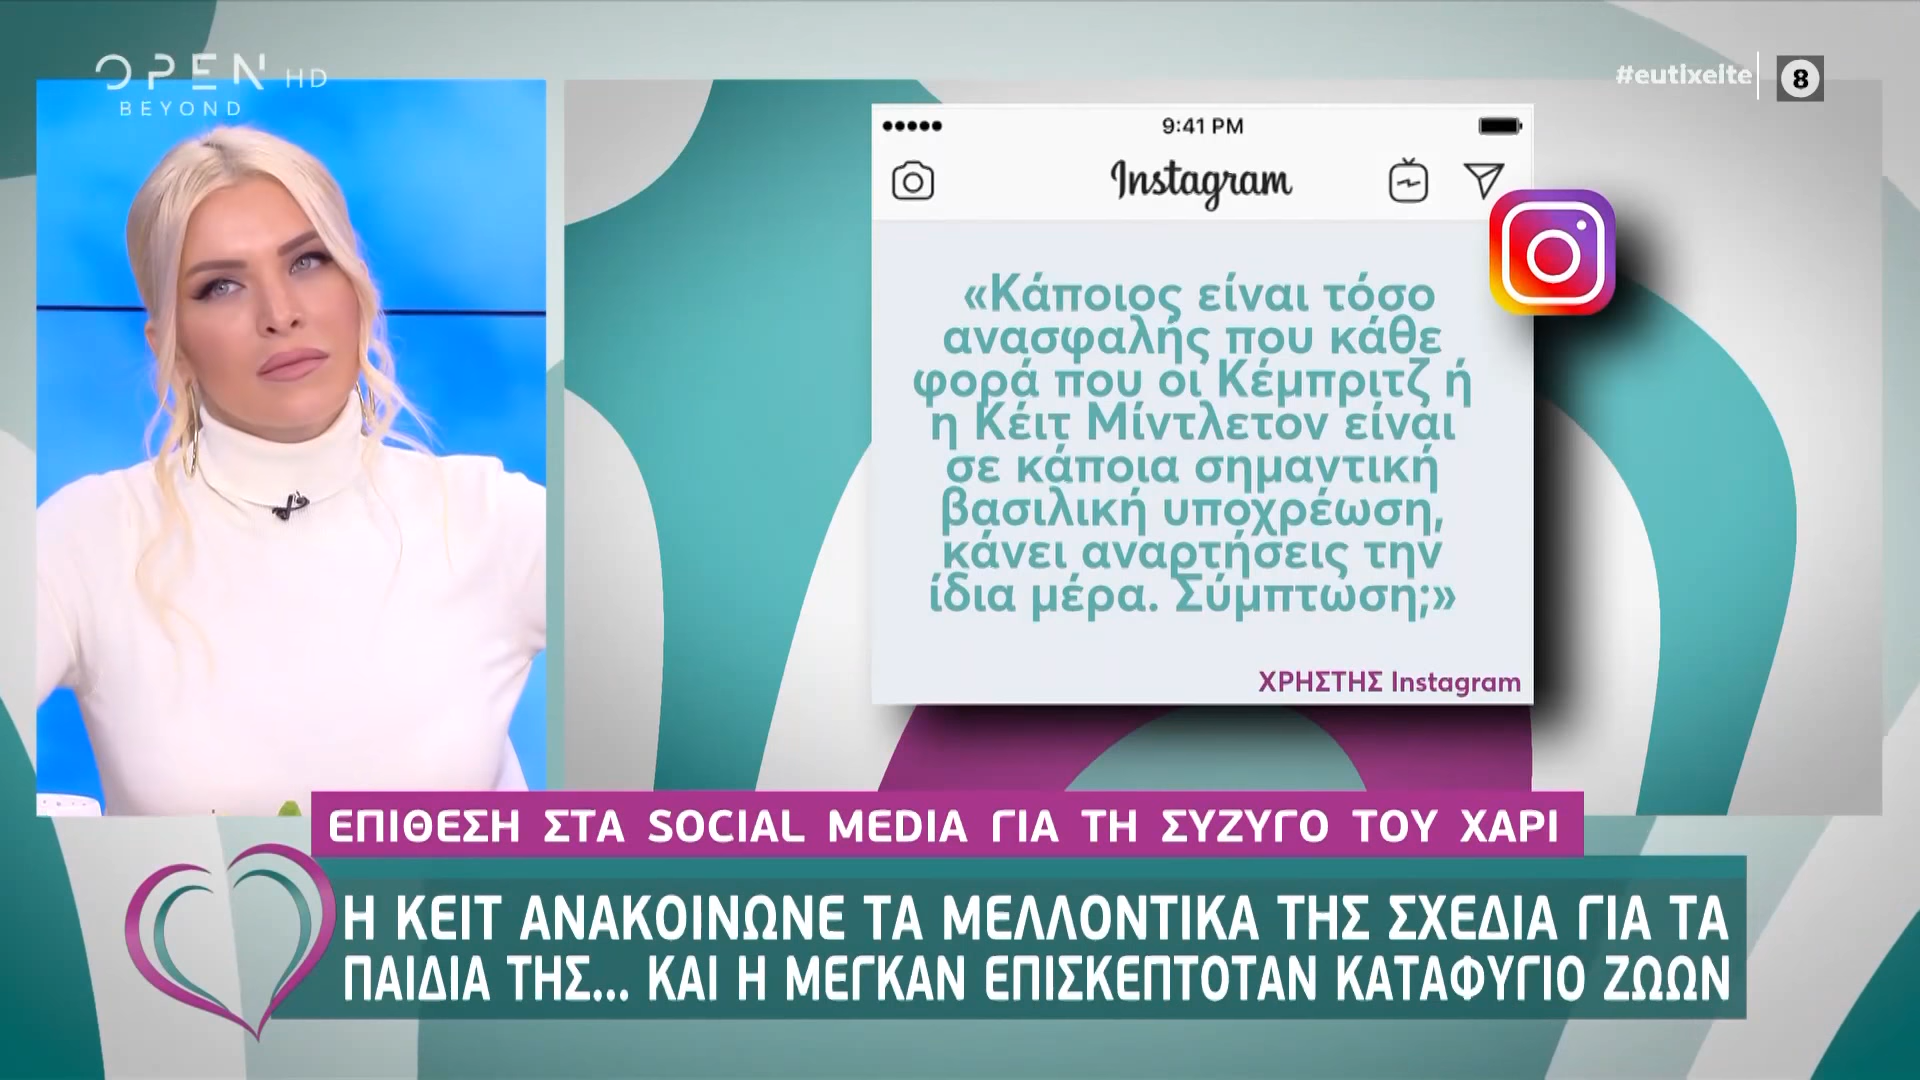 OPEN HD
BEYOND
#eutixeite
8
9:41 PM
Instagram
«Κάποιος είναι τόσο
ανασφαλής που κάθε
φορά που οι Κέμπριτζ ή
η Κέιτ Μίντλετον είναι
σε κάποια σημαντική
βασιλική υποχρέωση,
κάνει αναρτήσεις την
ίδια μέρα. Σύμπτωση;»
ΧΡΗΣΤΗΣ Instagram
ΕΠΙΘΕΣΗ ΣΤΑ SOCIAL MEDIA ΓΙΑ ΤΗ ΣΥΖΥΓΟ ΤΟΥ ΧΑΡΙ
Η ΚΕΙΤ ΑΝΑΚΟΙΝΩΝΕ ΤΑ ΜΕΛΛΟΝΤΙΚΑ ΤΗΣ ΣΧΕΔΙΑ ΓΙΑ ΤΑ
ΠΑΙΔΙΑ ΤΗΣ... ΚΑΙ Η ΜΕΓΚΑΝ ΕΠΙΣΚΕΠΤΟΤΑΝ ΚΑΤΑΦΥΓΙΟ ΖΩΩΝ